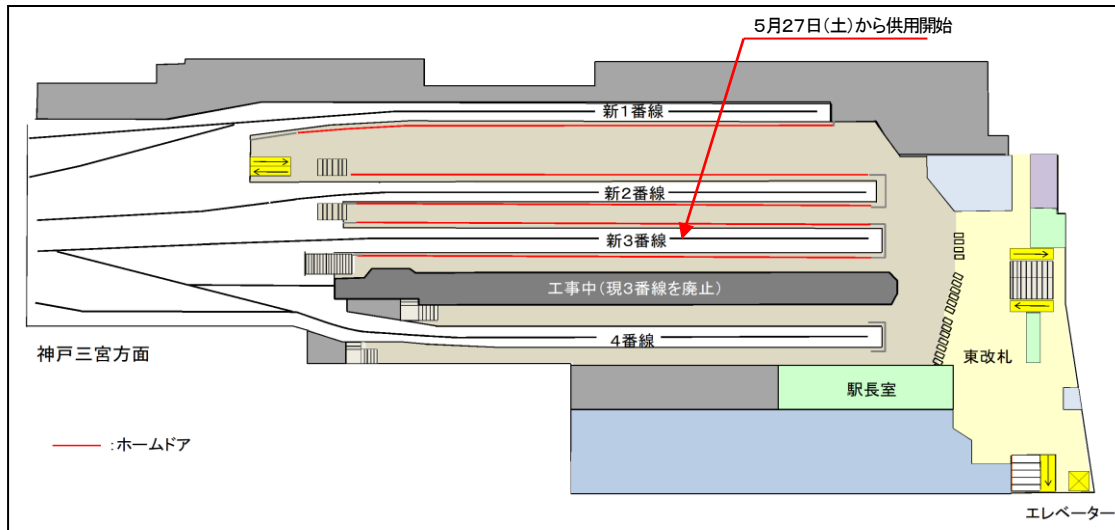 5月27日(土)から供用開始
新1番線
新2番線
新3番線
工事中(現3番線を廃止)
4番線
神戸三宮方面
東改札
駅長室
:ホームドア
エレベーター